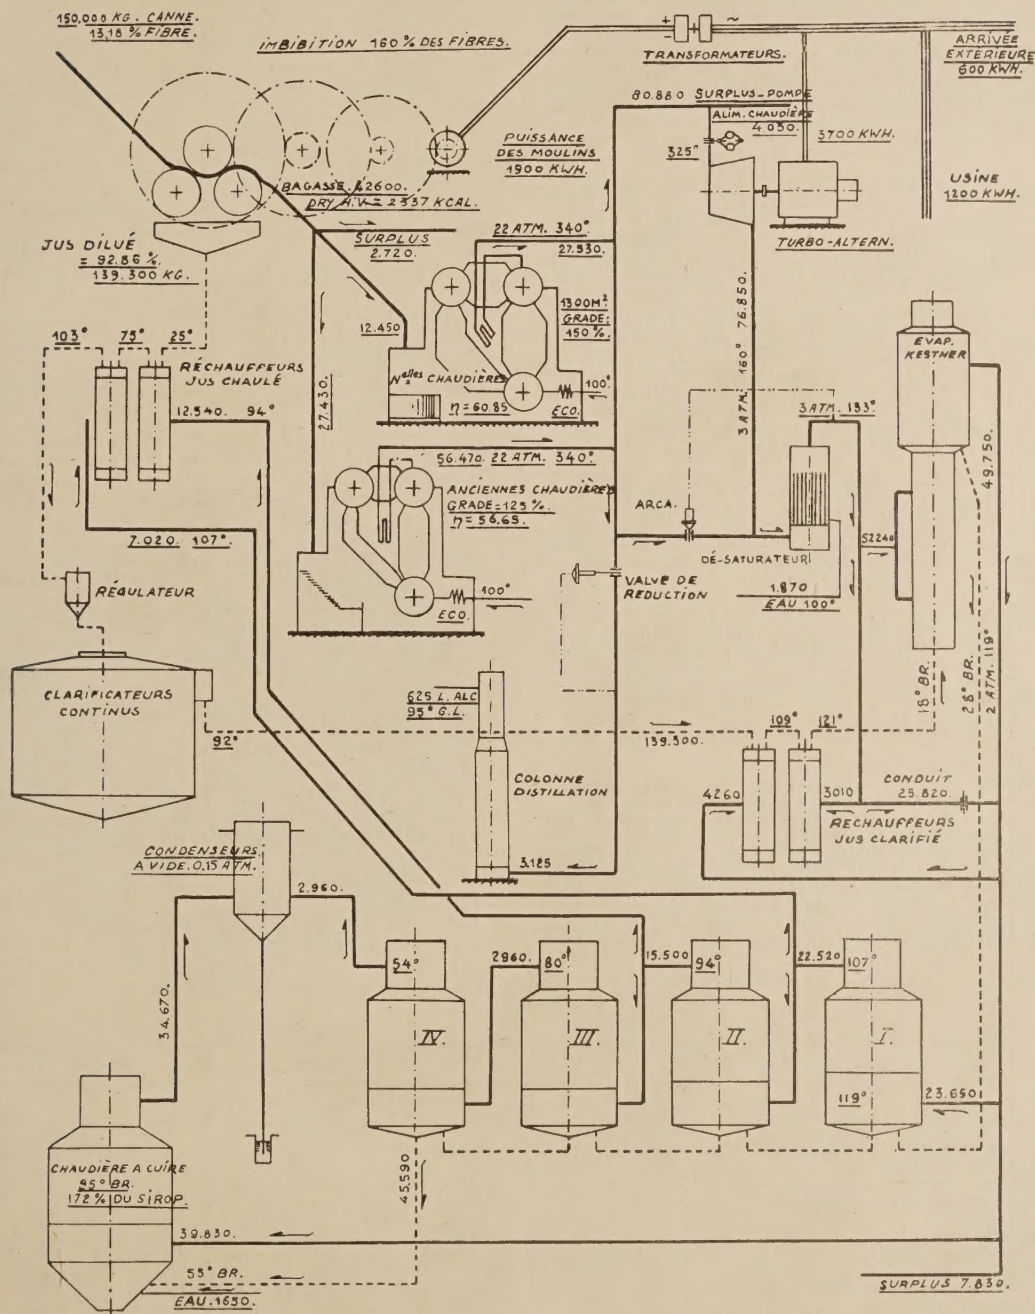 150,000 KG. CANNE.
13,18 % FIBRE.
IMBIBITION 160 % DES FIBRES.
+ ~
−
TRANSFORMATEURS.
ARRIVÉE
EXTÉRIEURE
600 KWH.
80.880 SURPLUS-POMPE
ALIM. CHAUDIÈRE
4.030.
325°
3700 KWH.
PUISSANCE
DES MOULINS
1900 KWH.
USINE
1200 KWH.
BAGASSE. 42600.
DRY H.V. = 2337 KCAL.
TURBO-ALTERN.
JUS DILUÉ
= 92.86 %.
139.300 KG.
SURPLUS
2.720.
22 ATM. 340°
27.530.
1300 M²
GRADE:
150 %.
12.450
Nelles CHAUDIÈRES
η = 60.85
100°
ECO.
3 ATM. 160° 76.850.
EVAP.
KESTNER
103° 75° 25°
RÉCHAUFFEURS
JUS CHAULÉ
12.540. 94°
27.430.
3 ATM. 133°
49.750.
56.470. 22 ATM. 340°
ANCIENNES CHAUDIÈRES
GRADE = 125 %.
η = 56.65.
100°
ECO.
ARCA.
DÉ-SATURATEUR
52240
7.020. 107°
VALVE DE
REDUCTION
1.870
EAU 100°
RÉGULATEUR
CLARIFICATEURS
CONTINUS
92°
625 L. ALC
95° G.L.
18° BR.
28° BR.
2 ATM. 119°
139.300.
109° 121°
COLONNE
DISTILLATION
4260
3010
CONDUIT
25.820.
RECHAUFFEURS
JUS CLARIFIÉ
3.125
CONDENSEURS
A VIDE. 0,15 ATM.
2.960.
54°
2960.
80°
15.500
94°
22.520
107°
34.670.
IV.
III.
II.
I.
119°
23.650
CHAUDIÈRE A CUIRE
95° BR.
172 % DU SIROP.
45.590
39.830.
55° BR.
EAU. 1650.
SURPLUS 7.830.